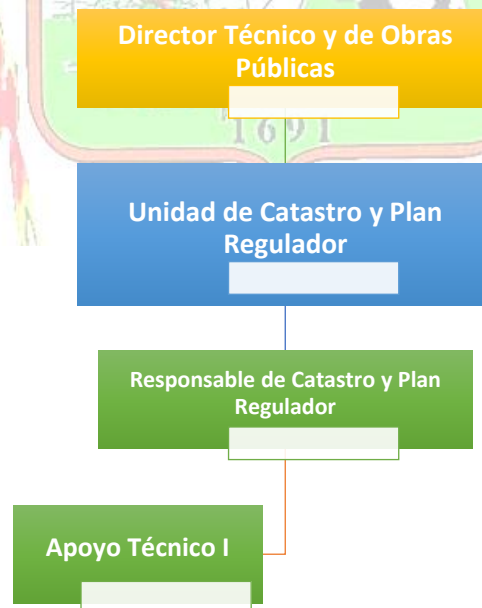 Director Técnico y de Obras
Públicas
1691
Unidad de Catastro y Plan
Regulador
Responsable de Catastro y Plan
Regulador
Apoyo Técnico I